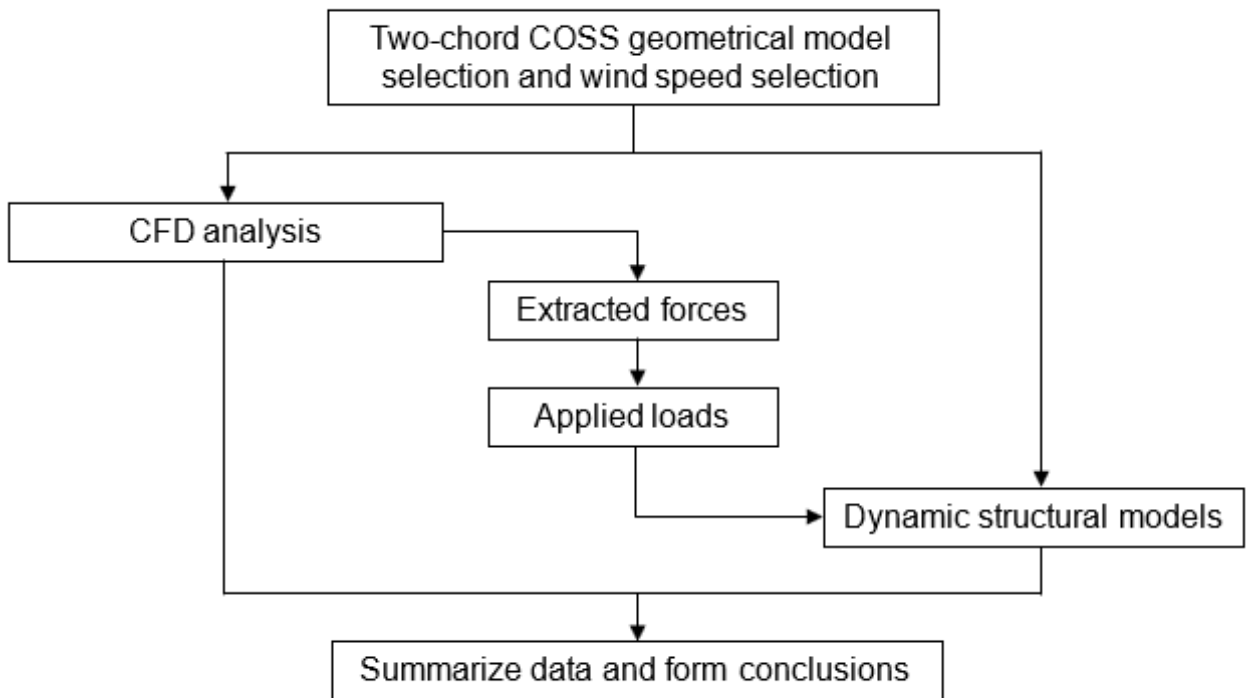 Two-chord COSS geometrical model
selection and wind speed selection
CFD analysis
Extracted forces
Applied loads
Dynamic structural models
Summarize data and form conclusions